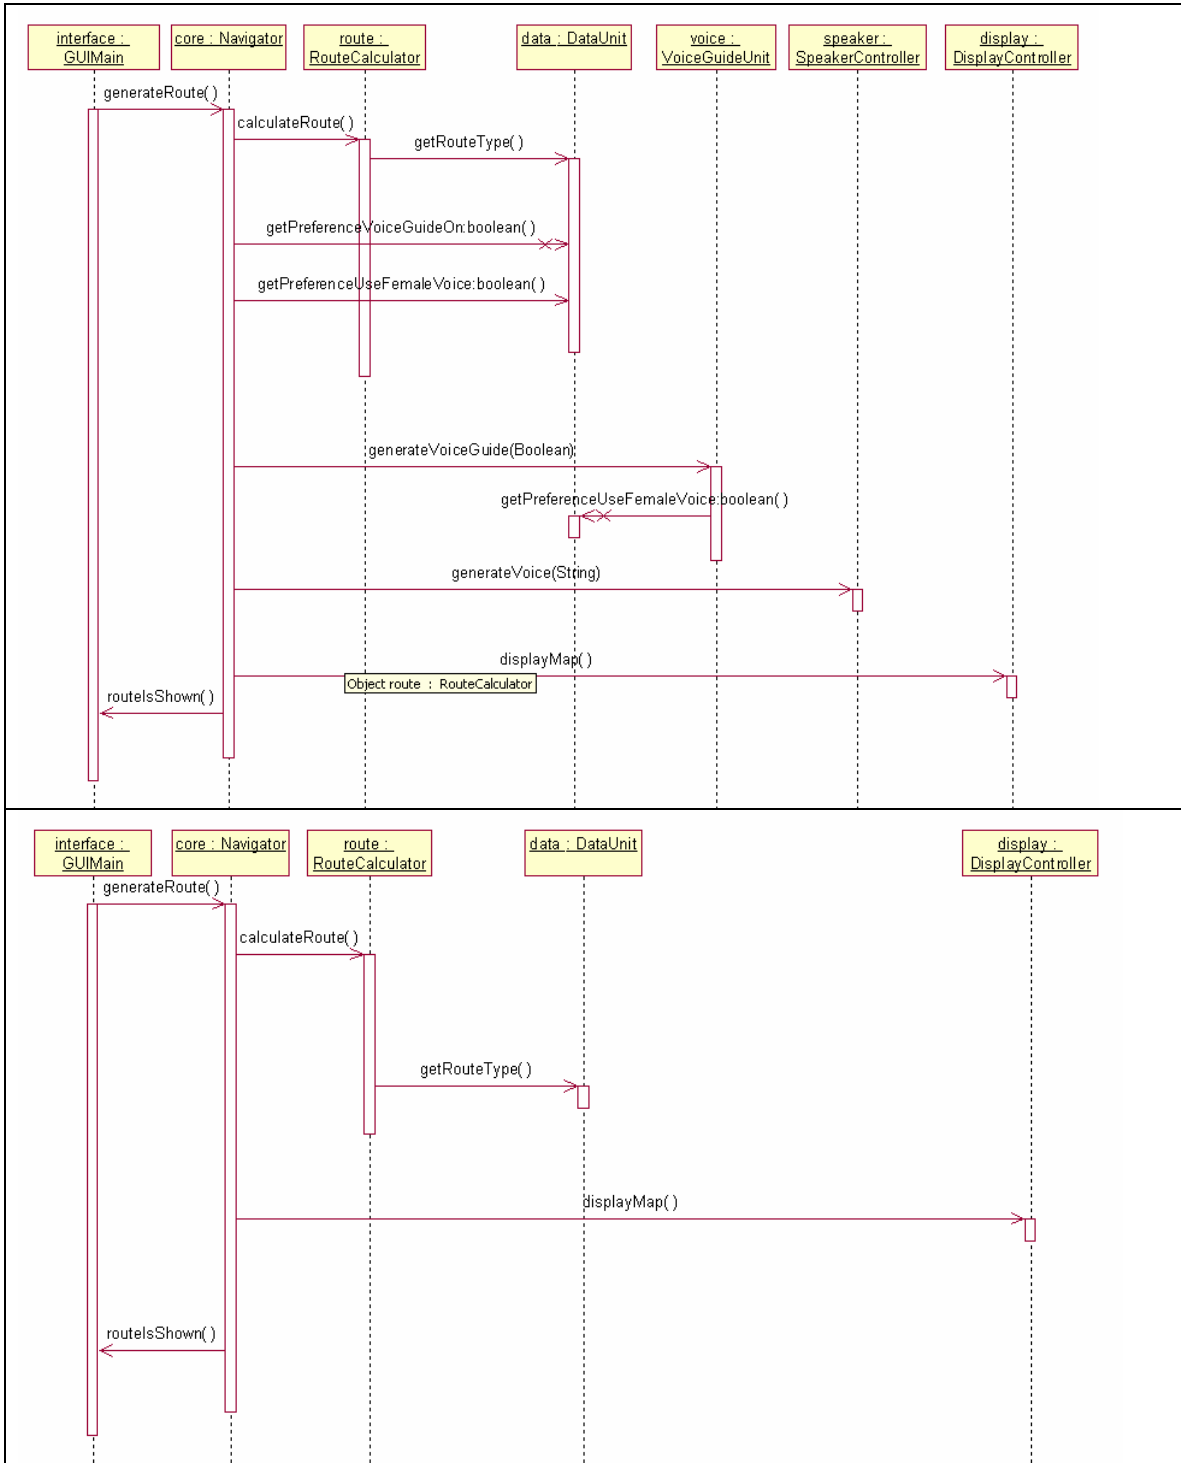 interface :
GUIMain
core : Navigator
route :
RouteCalculator
data : DataUnit
voice :
VoiceGuideUnit
speaker :
SpeakerController
display :
DisplayController
generateRoute( )
calculateRoute( )
getRouteType( )
getPreferenceVoiceGuideOn:boolean( )
getPreferenceUseFemaleVoice:boolean( )
generateVoiceGuide(Boolean)
getPreferenceUseFemaleVoice:boolean( )
generateVoice(String)
displayMap( )
Object route : RouteCalculator
routeIsShown( )
interface :
GUIMain
core : Navigator
route :
RouteCalculator
data : DataUnit
display :
DisplayController
generateRoute( )
calculateRoute( )
getRouteType( )
displayMap( )
routeIsShown( )